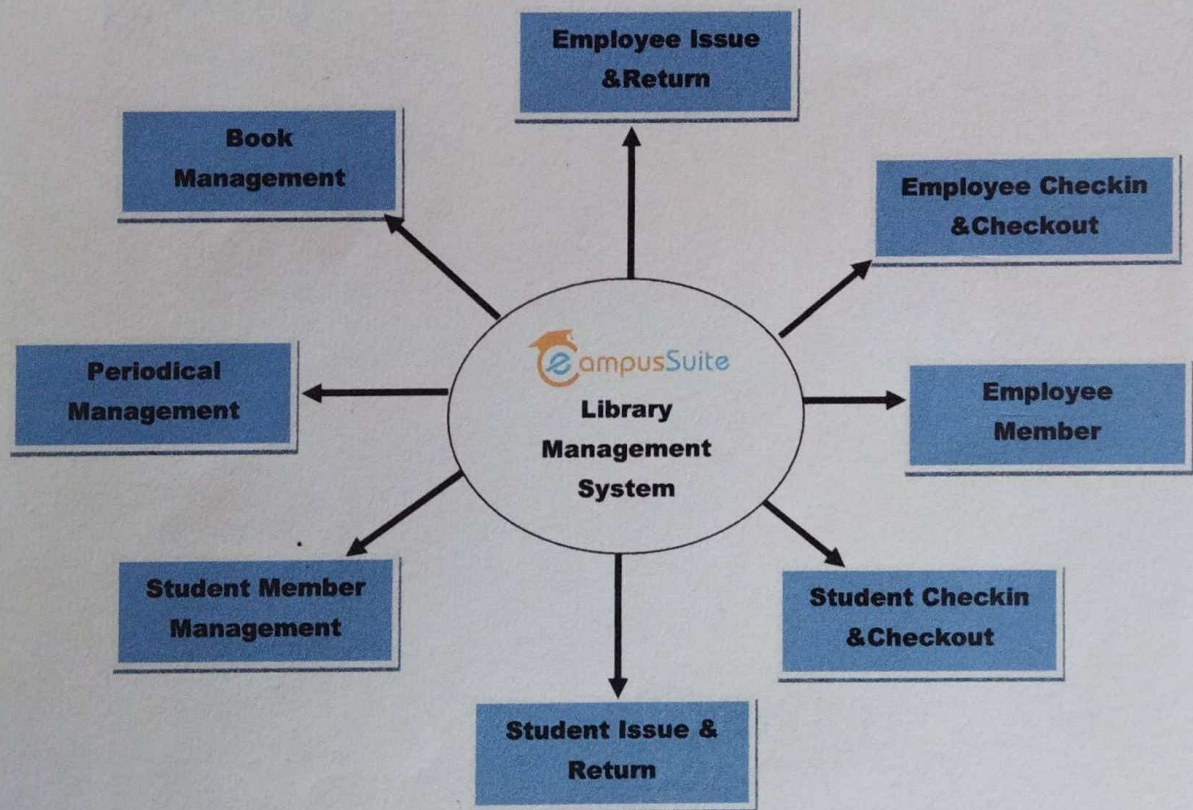 Employee Issue
&Return
Book
Management
Employee Checkin
&Checkout
eCampusSuite
Library
Management
System
Periodical
Management
Employee
Member
Student Member
Management
Student Checkin
&Checkout
Student Issue &
Return